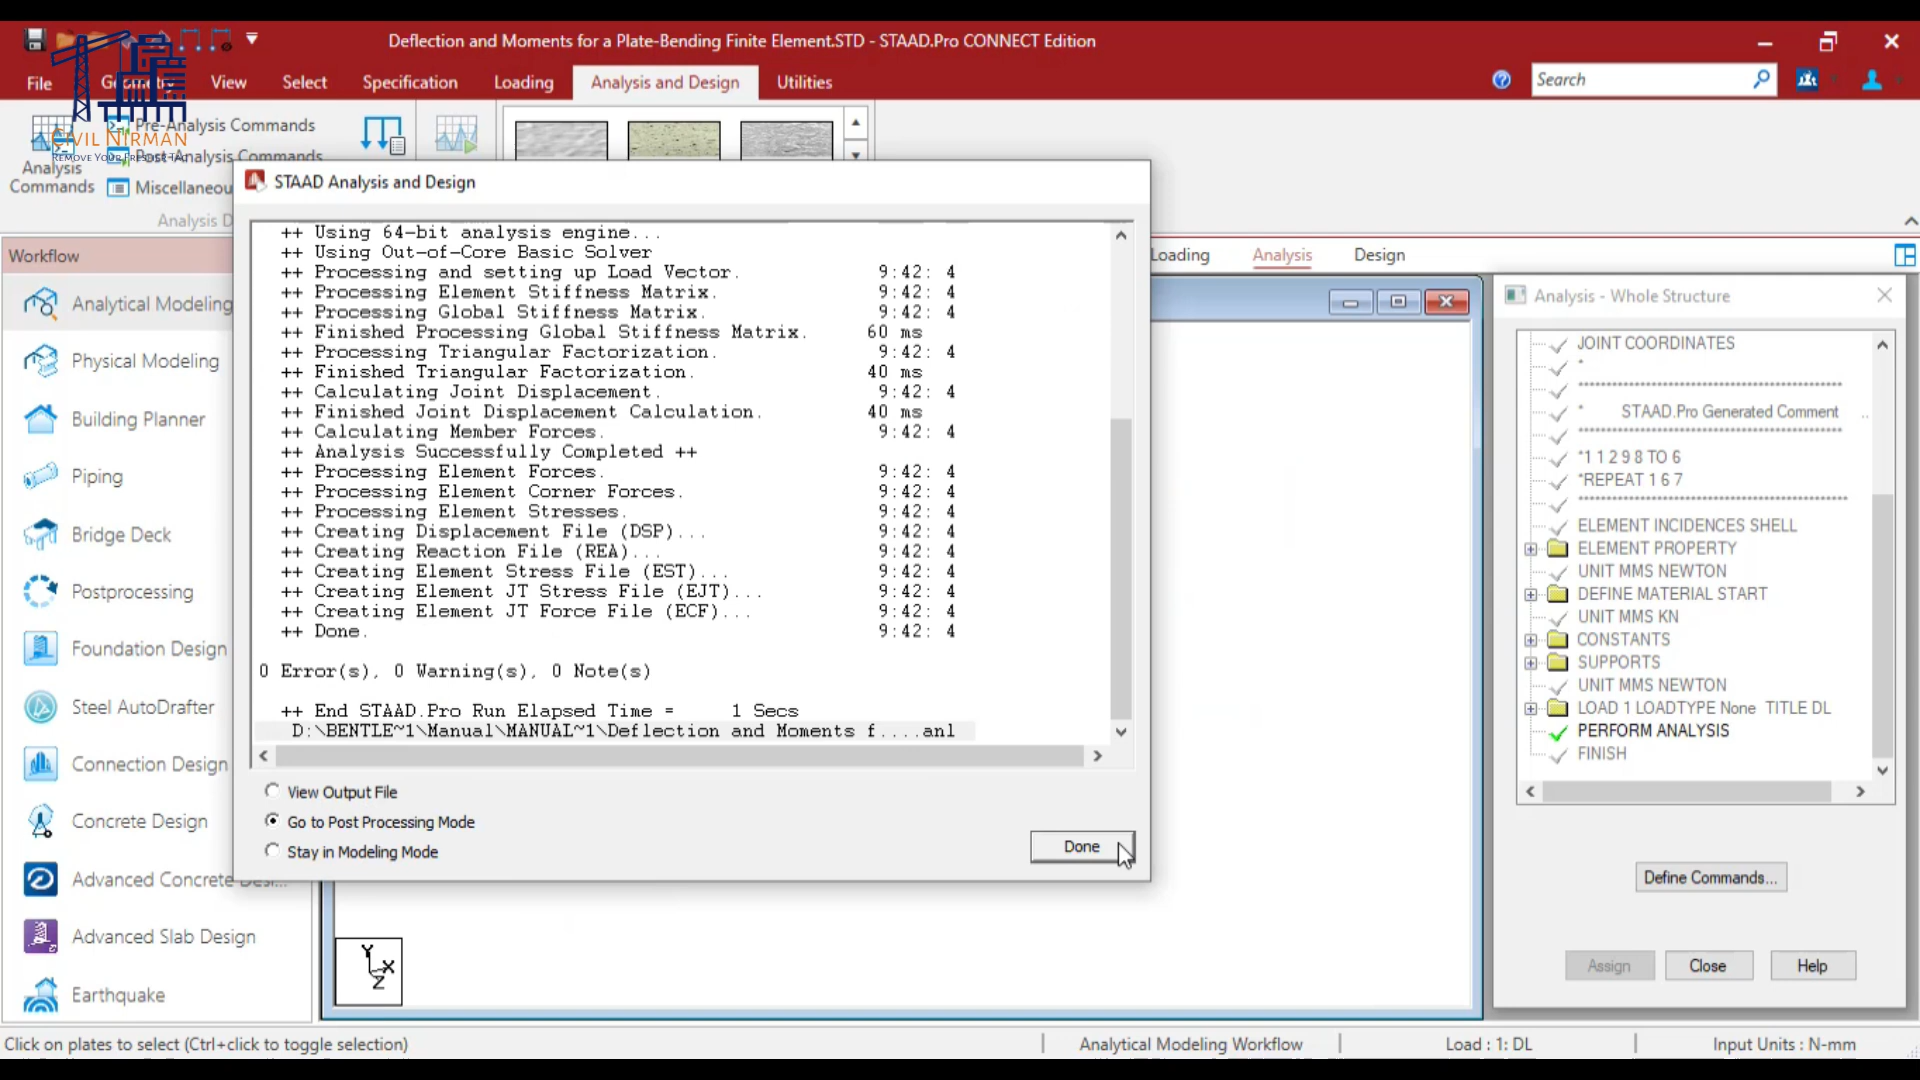 Deflection and Moments for a Plate-Bending Finite Element.STD - STAAD.Pro CONNECT Edition
File
Geometry
View
Select
Specification
Loading
Analysis and Design
Utilities
Search
CIVIL NIRMAN
Pre-Analysis Commands
Analysis Commands
Analysis
Commands
Miscellaneou
Analysis D
Workflow
Analytical Modeling
Physical Modeling
Building Planner
Piping
Bridge Deck
Postprocessing
Foundation Design
Steel AutoDrafter
Connection Design
Concrete Design
Advanced Concrete Desi...
Advanced Slab Design
Earthquake
STAAD Analysis and Design
++ Using 64-bit analysis engine...
++ Using Out-of-Core Basic Solver
++ Processing and setting up Load Vector. 9:42: 4
++ Processing Element Stiffness Matrix. 9:42: 4
++ Processing Global Stiffness Matrix. 9:42: 4
++ Finished Processing Global Stiffness Matrix. 60 ms
++ Processing Triangular Factorization. 9:42: 4
++ Finished Triangular Factorization. 40 ms
++ Calculating Joint Displacement. 9:42: 4
++ Finished Joint Displacement Calculation. 40 ms
++ Calculating Member Forces. 9:42: 4
++ Analysis Successfully Completed ++
++ Processing Element Forces. 9:42: 4
++ Processing Element Corner Forces. 9:42: 4
++ Processing Element Stresses. 9:42: 4
++ Creating Displacement File (DSP)... 9:42: 4
++ Creating Reaction File (REA)... 9:42: 4
++ Creating Element Stress File (EST)... 9:42: 4
++ Creating Element JT Stress File (EJT)... 9:42: 4
++ Creating Element JT Force File (ECF)... 9:42: 4
++ Done. 9:42: 4
0 Error(s), 0 Warning(s), 0 Note(s)
++ End STAAD.Pro Run Elapsed Time = 1 Secs
D:\BENTLE~1\Manual\MANUAL~1\Deflection and Moments f....anl
View Output File
Go to Post Processing Mode
Stay in Modeling Mode
Done
Loading
Analysis
Design
Analysis - Whole Structure
JOINT COORDINATES
*
***************************************************
* STAAD.Pro Generated Comment ..
***************************************************
*1 1 2 9 8 TO 6
*REPEAT 1 6 7
****************************************************
ELEMENT INCIDENCES SHELL
ELEMENT PROPERTY
UNIT MMS NEWTON
DEFINE MATERIAL START
UNIT MMS KN
CONSTANTS
SUPPORTS
UNIT MMS NEWTON
LOAD 1 LOADTYPE None TITLE DL
PERFORM ANALYSIS
FINISH
Define Commands...
Assign
Close
Help
Y
X
Z
Click on plates to select (Ctrl+click to toggle selection)
Analytical Modeling Workflow
Load : 1: DL
Input Units : N-mm